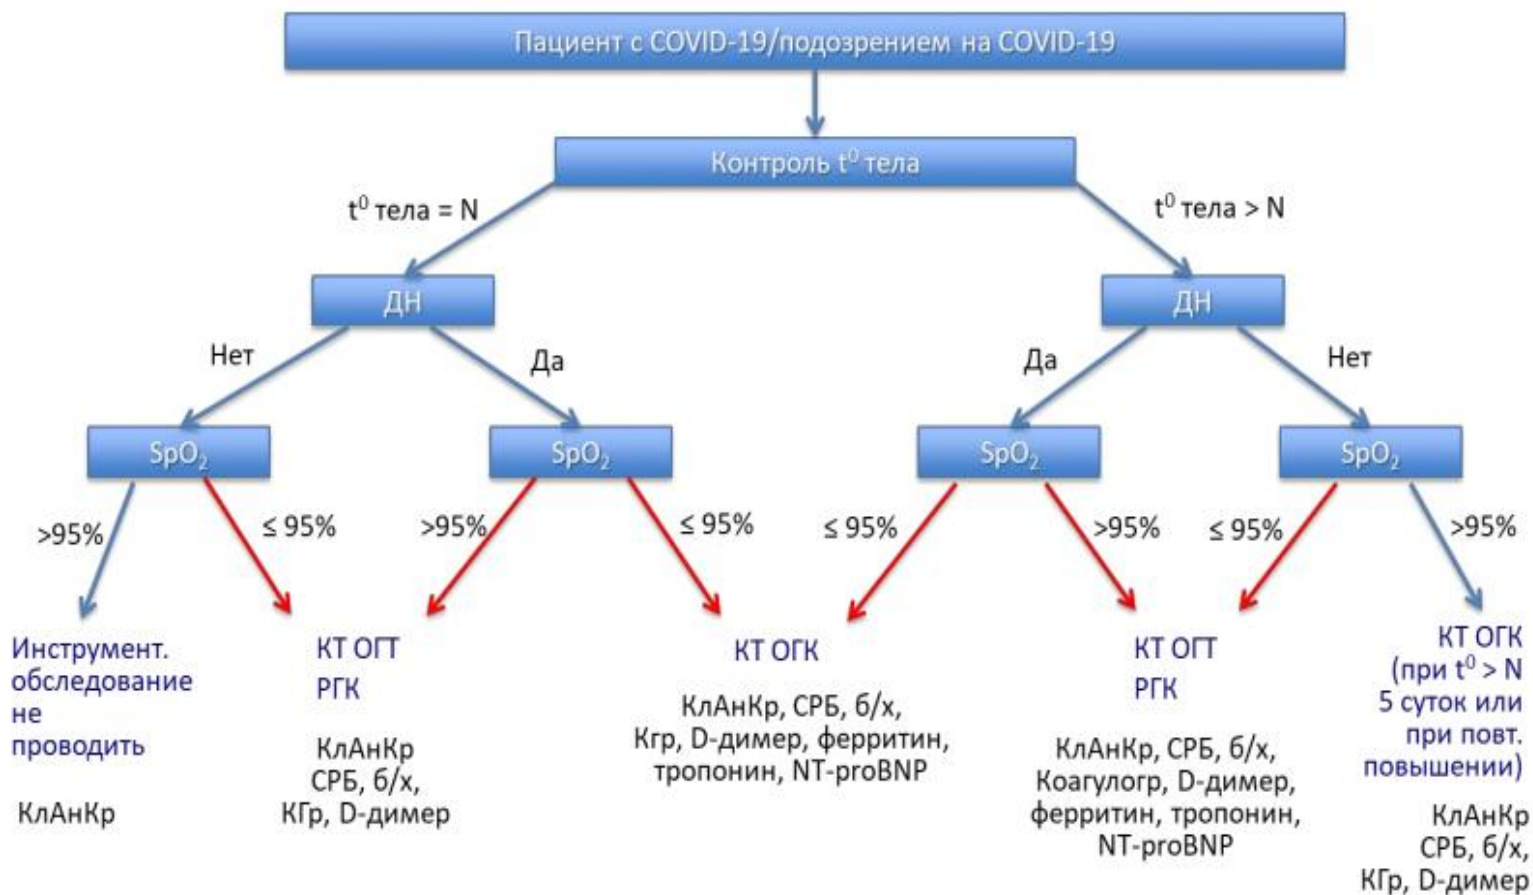 Пациент с COVID-19/подозрением на COVID-19
Контроль t⁰ тела
t⁰ тела = N
t⁰ тела > N
ДН
ДН
Нет
Да
Да
Нет
SpO₂
SpO₂
SpO₂
SpO₂
>95%
≤ 95%
>95%
≤ 95%
≤ 95%
>95%
≤ 95%
>95%
Инструмент.
обследование
не
проводить
КлАнКр
КТ ОГТ
РГК
КлАнКр
СРБ, б/х,
КГр, D-димер
КТ ОГК
КлАнКр, СРБ, б/х,
Кгр, D-димер, ферритин,
тропонин, NT-proBNP
КТ ОГТ
РГК
КлАнКр, СРБ, б/х,
Коагулогр, D-димер,
ферритин, тропонин,
NT-proBNP
КТ ОГК
(при t⁰ > N
5 суток или
при повт.
повышении)
КлАнКр
СРБ, б/х,
КГр, D-димер